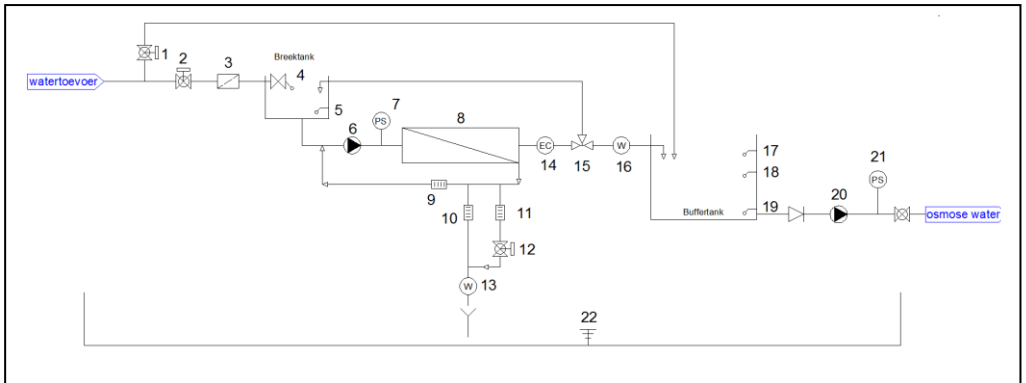 1
2
3
Breektank
4
watertoevoer
5
6
7
PS
8
EC
14
15
W
16
17
18
19
Buffertank
20
21
PS
osmose water
9
10
11
12
W
13
22